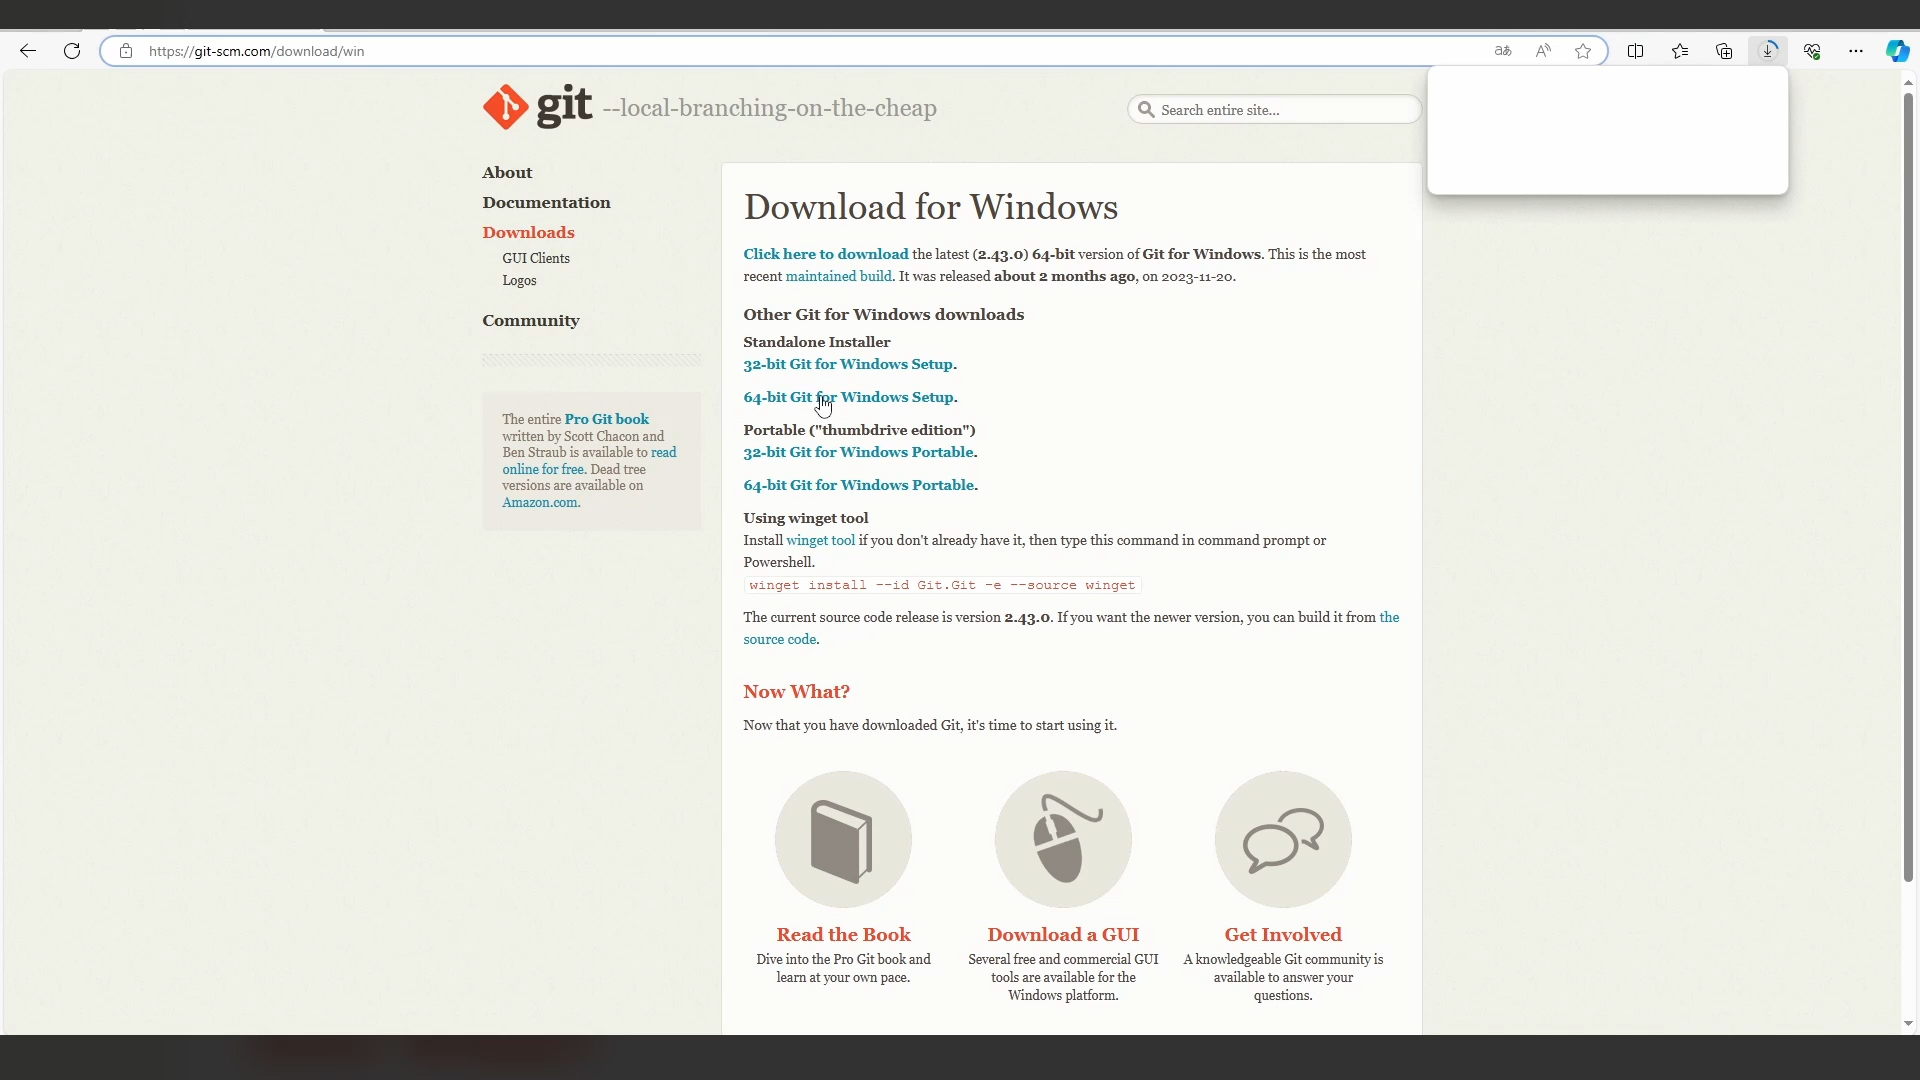 https://git-scm.com/download/win
aあ
A
git --local-branching-on-the-cheap
Search entire site...
About
Documentation
Downloads
GUI Clients
Logos
Community
The entire Pro Git book
written by Scott Chacon and
Ben Straub is available to read
online for free. Dead tree
versions are available on
Amazon.com.
Download for Windows
Click here to download the latest (2.43.0) 64-bit version of Git for Windows. This is the most
recent maintained build. It was released about 2 months ago, on 2023-11-20.
Other Git for Windows downloads
Standalone Installer
32-bit Git for Windows Setup.
64-bit Git for Windows Setup.
Portable ("thumbdrive edition")
32-bit Git for Windows Portable.
64-bit Git for Windows Portable.
Using winget tool
Install winget tool if you don't already have it, then type this command in command prompt or
Powershell.
winget install --id Git.Git -e --source winget
The current source code release is version 2.43.0. If you want the newer version, you can build it from the
source code.
Now What?
Now that you have downloaded Git, it's time to start using it.
Read the Book
Dive into the Pro Git book and
learn at your own pace.
Download a GUI
Several free and commercial GUI
tools are available for the
Windows platform.
Get Involved
A knowledgeable Git community is
available to answer your
questions.